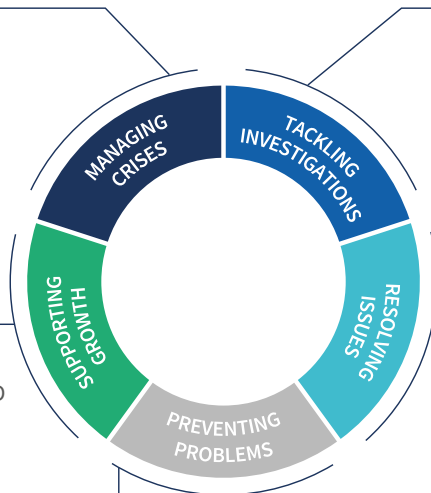 MANAGING
CRISES
TACKLING
INVESTIGATIONS
RESOLVING
ISSUES
PREVENTING
PROBLEMS
SUPPORTING
GROWTH